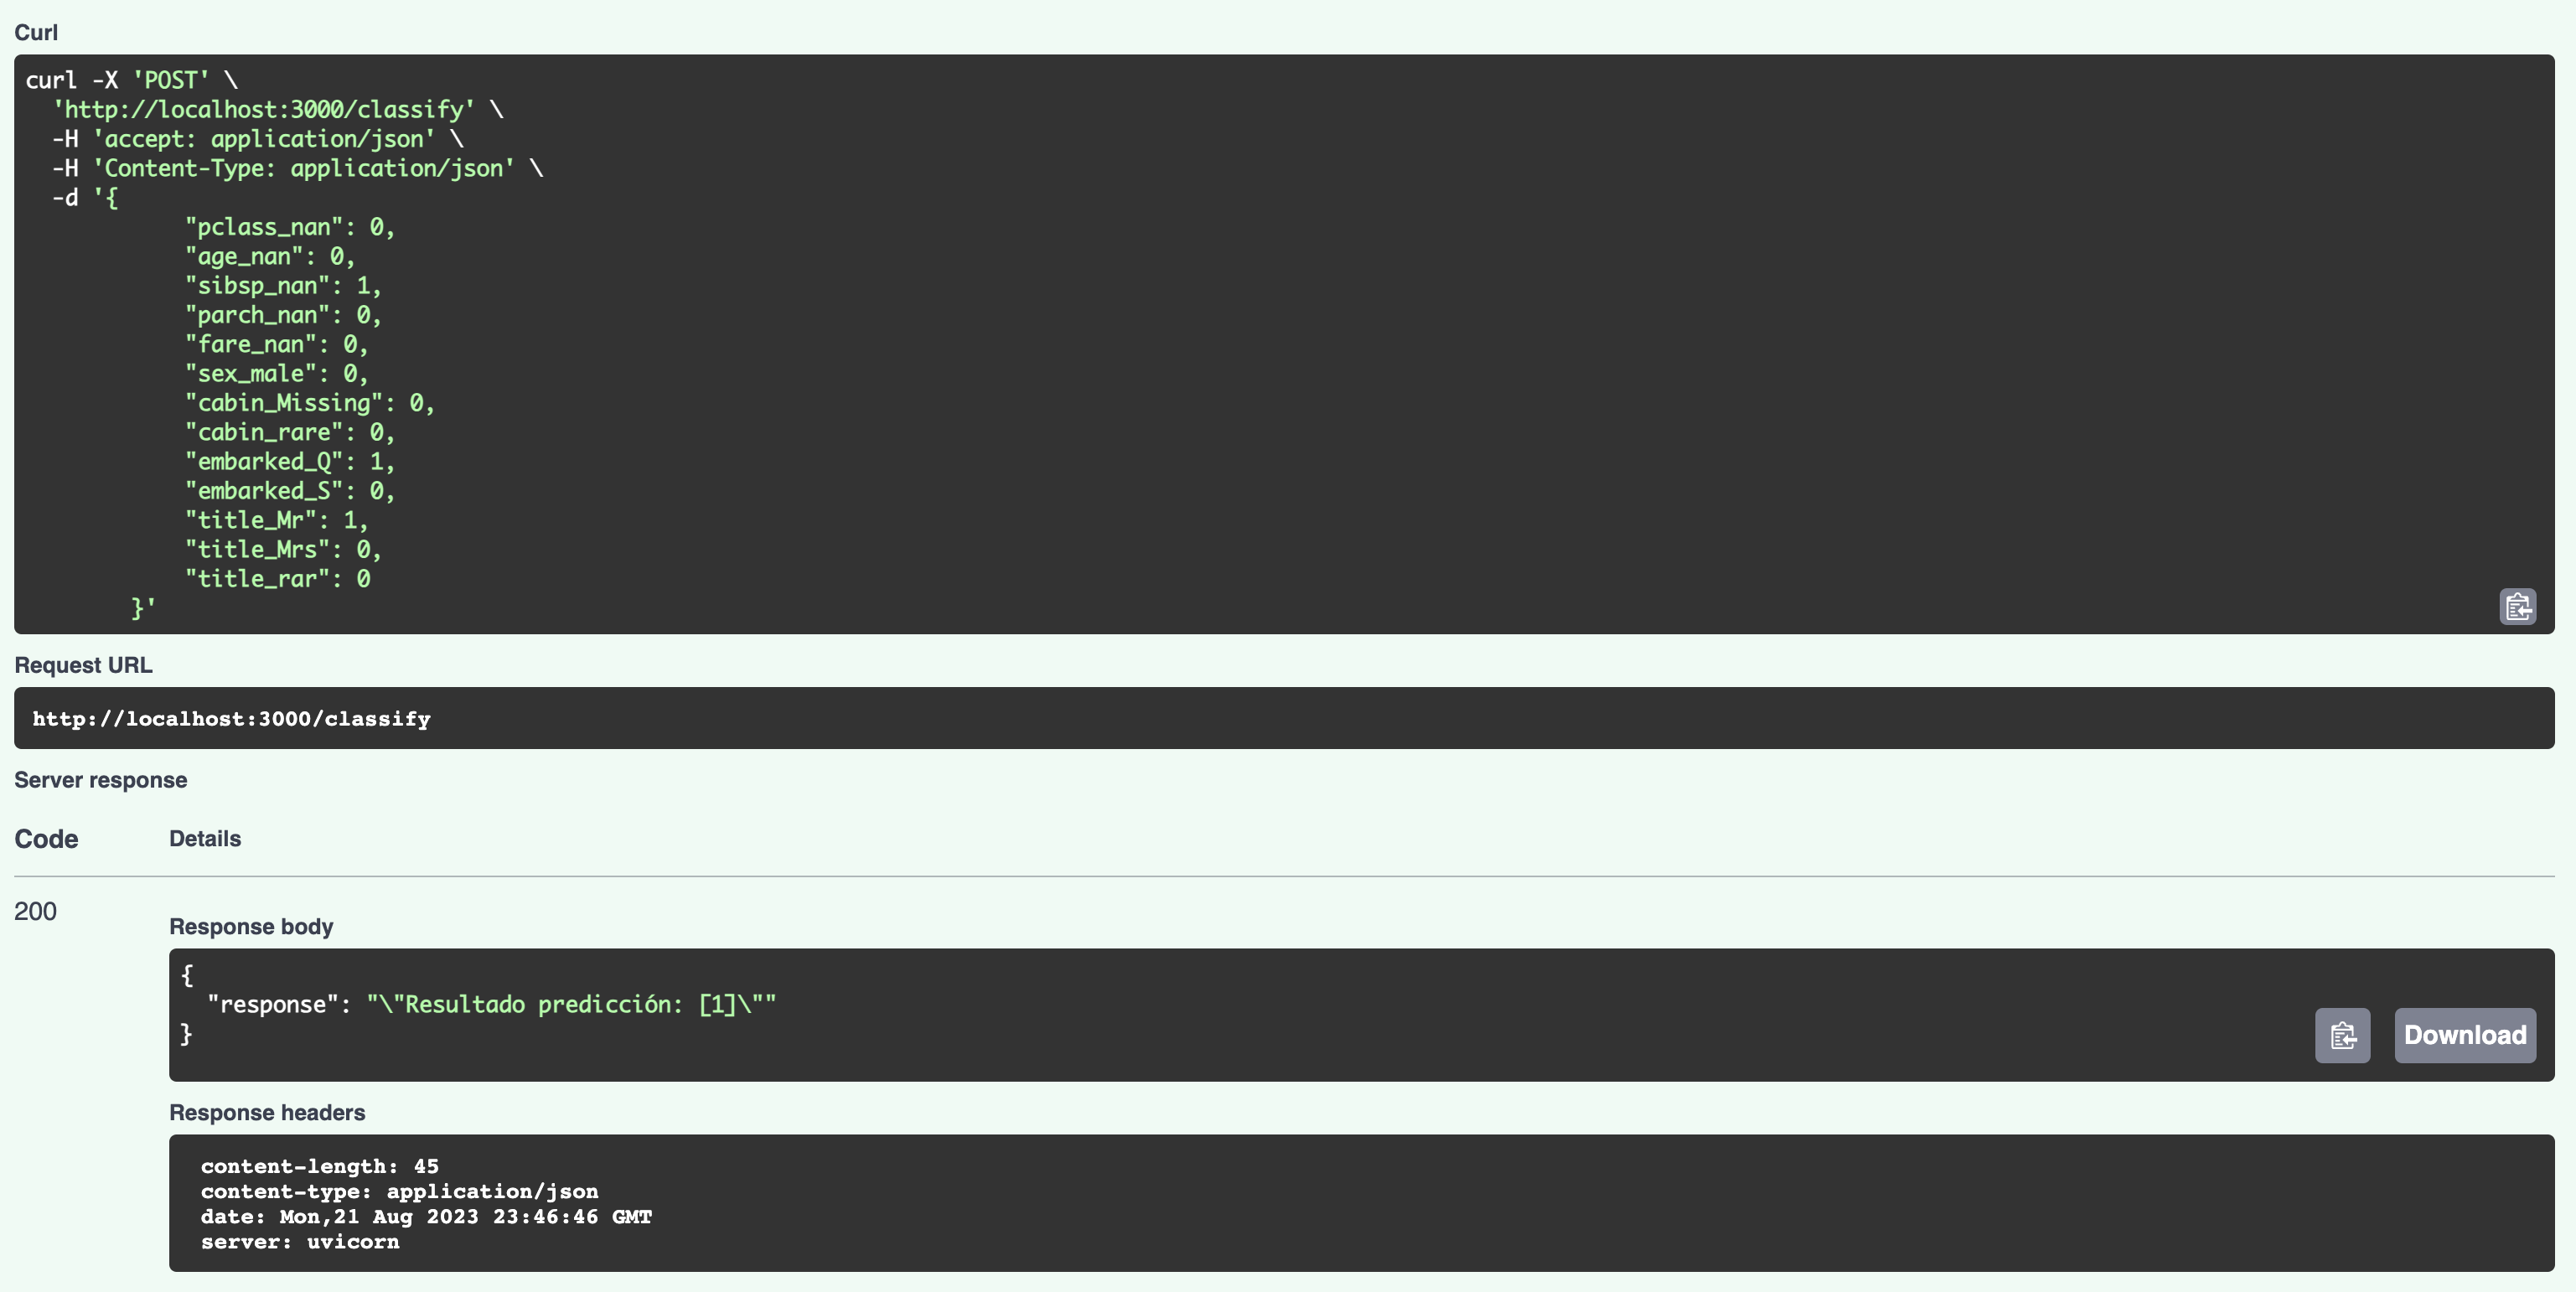 Curl
curl -X 'POST' \
  'http://localhost:3000/classify' \
  -H 'accept: application/json' \
  -H 'Content-Type: application/json' \
  -d '{
            "pclass_nan": 0,
            "age_nan": 0,
            "sibsp_nan": 1,
            "parch_nan": 0,
            "fare_nan": 0,
            "sex_male": 0,
            "cabin_Missing": 0,
            "cabin_rare": 0,
            "embarked_Q": 1,
            "embarked_S": 0,
            "title_Mr": 1,
            "title_Mrs": 0,
            "title_rar": 0
        }'
Request URL
http://localhost:3000/classify
Server response
Code Details
200
Response body
{
  "response": "\"Resultado predicción: [1]\""
}
Download
Response headers
content-length: 45
content-type: application/json
date: Mon,21 Aug 2023 23:46:46 GMT
server: uvicorn